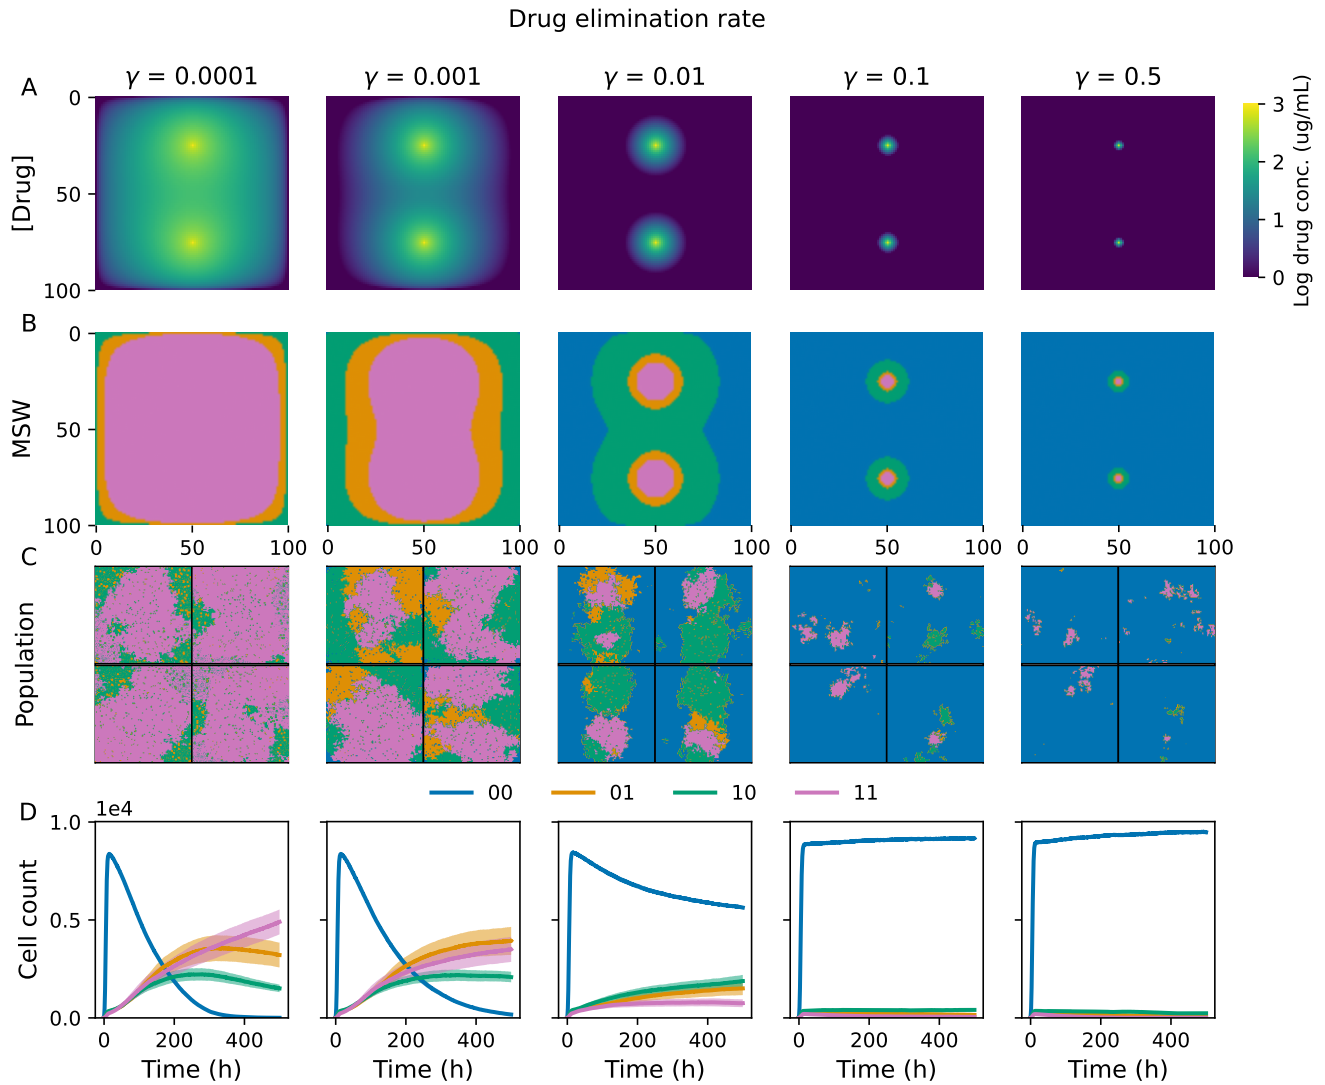 Drug elimination rate
A
γ = 0.0001
γ = 0.001
γ = 0.01
γ = 0.1
γ = 0.5
[Drug]
0
50
100
3
2
1
0
Log drug conc. (ug/mL)
B
MSW
0
50
100
0 50 100
0 50 100
0 50 100
0 50 100
0 50 100
C
Population
00 01 10 11
D
1e4
Cell count
1.0
0.5
0.0
0 200 400
0 200 400
0 200 400
0 200 400
0 200 400
Time (h)
Time (h)
Time (h)
Time (h)
Time (h)